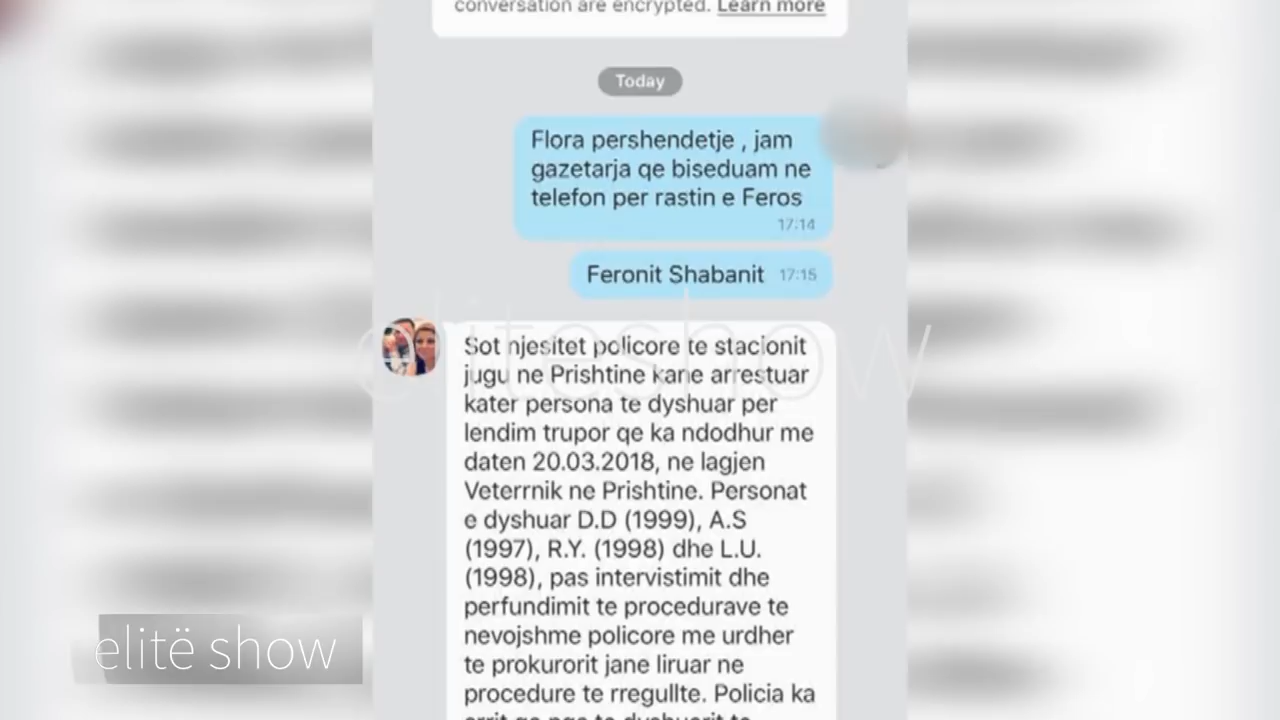 conversation are encrypted. Learn more
Today
Flora pershendetje , jam
gazetarja qe biseduam ne
telefon per rastin e Feros
17:14
Feronit Shabanit 17:15
Sot njesitet policore te stacionit
jugu ne Prishtine kane arrestuar
kater persona te dyshuar per
lendim trupor qe ka ndodhur me
daten 20.03.2018, ne lagjen
Veterrnik ne Prishtine. Personat
e dyshuar D.D (1999), A.S
(1997), R.Y. (1998) dhe L.U.
(1998), pas intervistimit dhe
perfundimit te procedurave te
nevojshme policore me urdher
te prokurorit jane liruar ne
procedure te rregullte. Policia ka
@eliteshow
elitë show